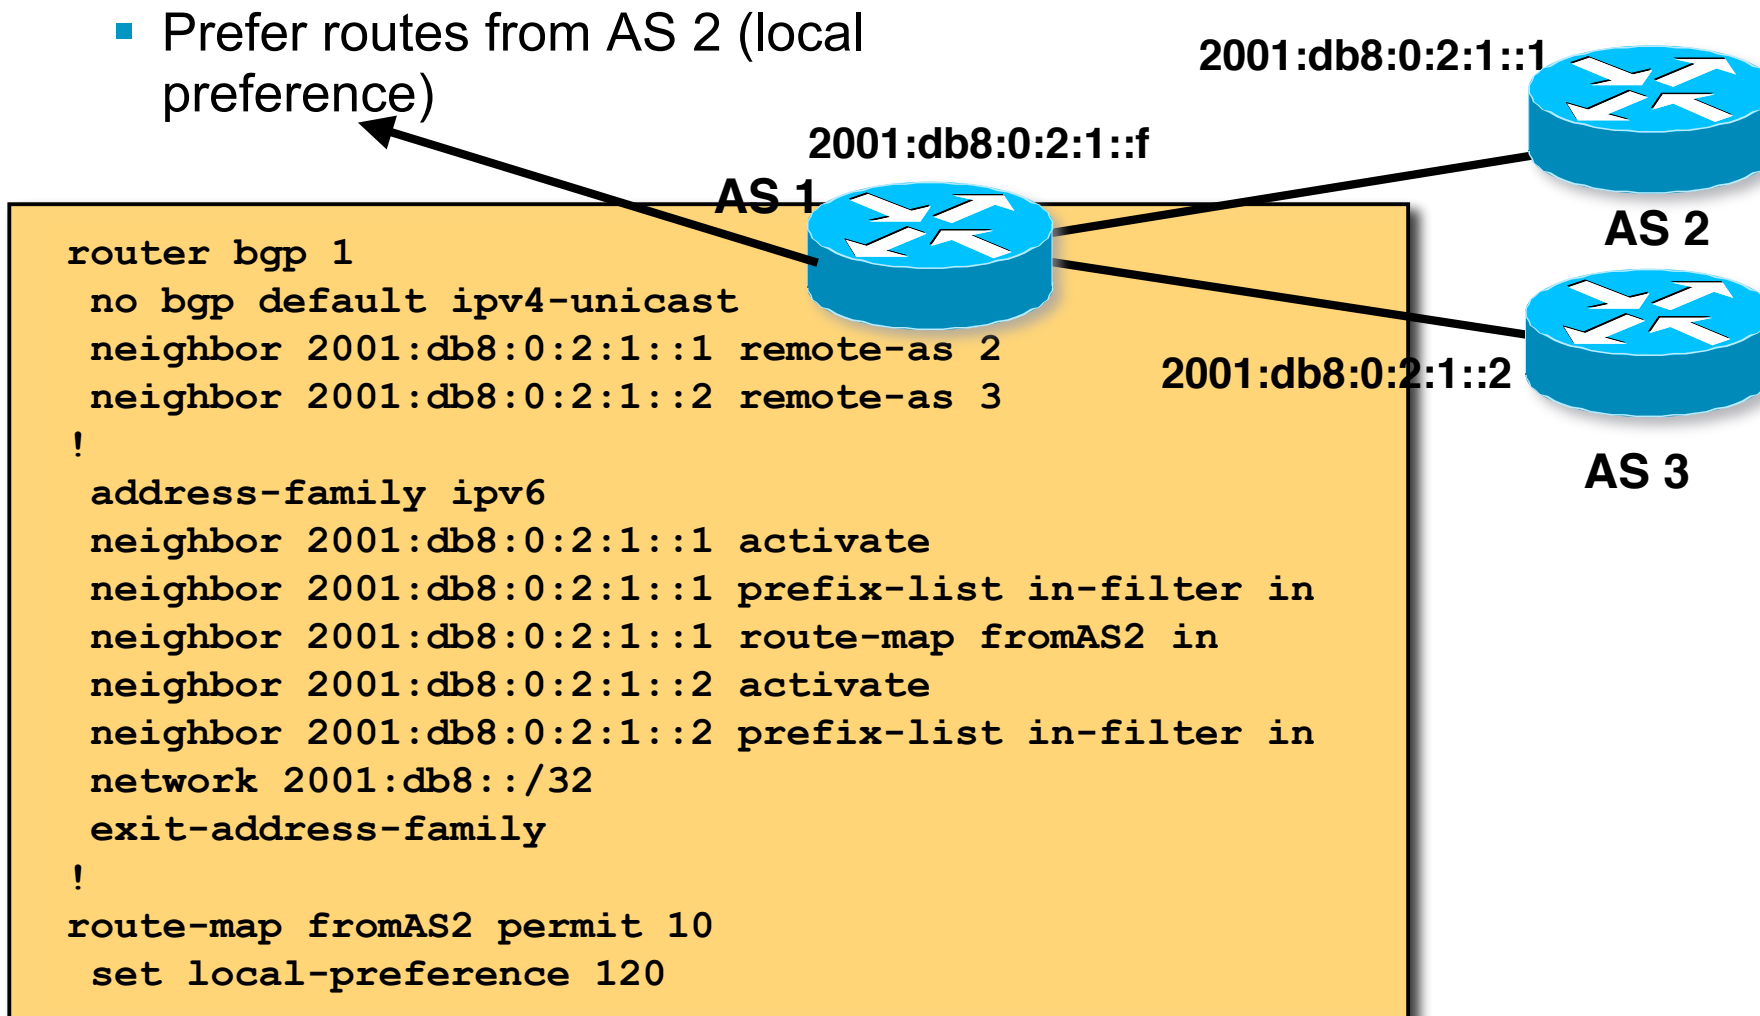 ▪ Prefer routes from AS 2 (local
preference)
2001:db8:0:2:1::1
2001:db8:0:2:1::f
AS 1
AS 2
2001:db8:0:2:1::2
AS 3
router bgp 1
no bgp default ipv4-unicast
neighbor 2001:db8:0:2:1::1 remote-as 2
neighbor 2001:db8:0:2:1::2 remote-as 3
!
address-family ipv6
neighbor 2001:db8:0:2:1::1 activate
neighbor 2001:db8:0:2:1::1 prefix-list in-filter in
neighbor 2001:db8:0:2:1::1 route-map fromAS2 in
neighbor 2001:db8:0:2:1::2 activate
neighbor 2001:db8:0:2:1::2 prefix-list in-filter in
network 2001:db8::/32
exit-address-family
!
route-map fromAS2 permit 10
set local-preference 120